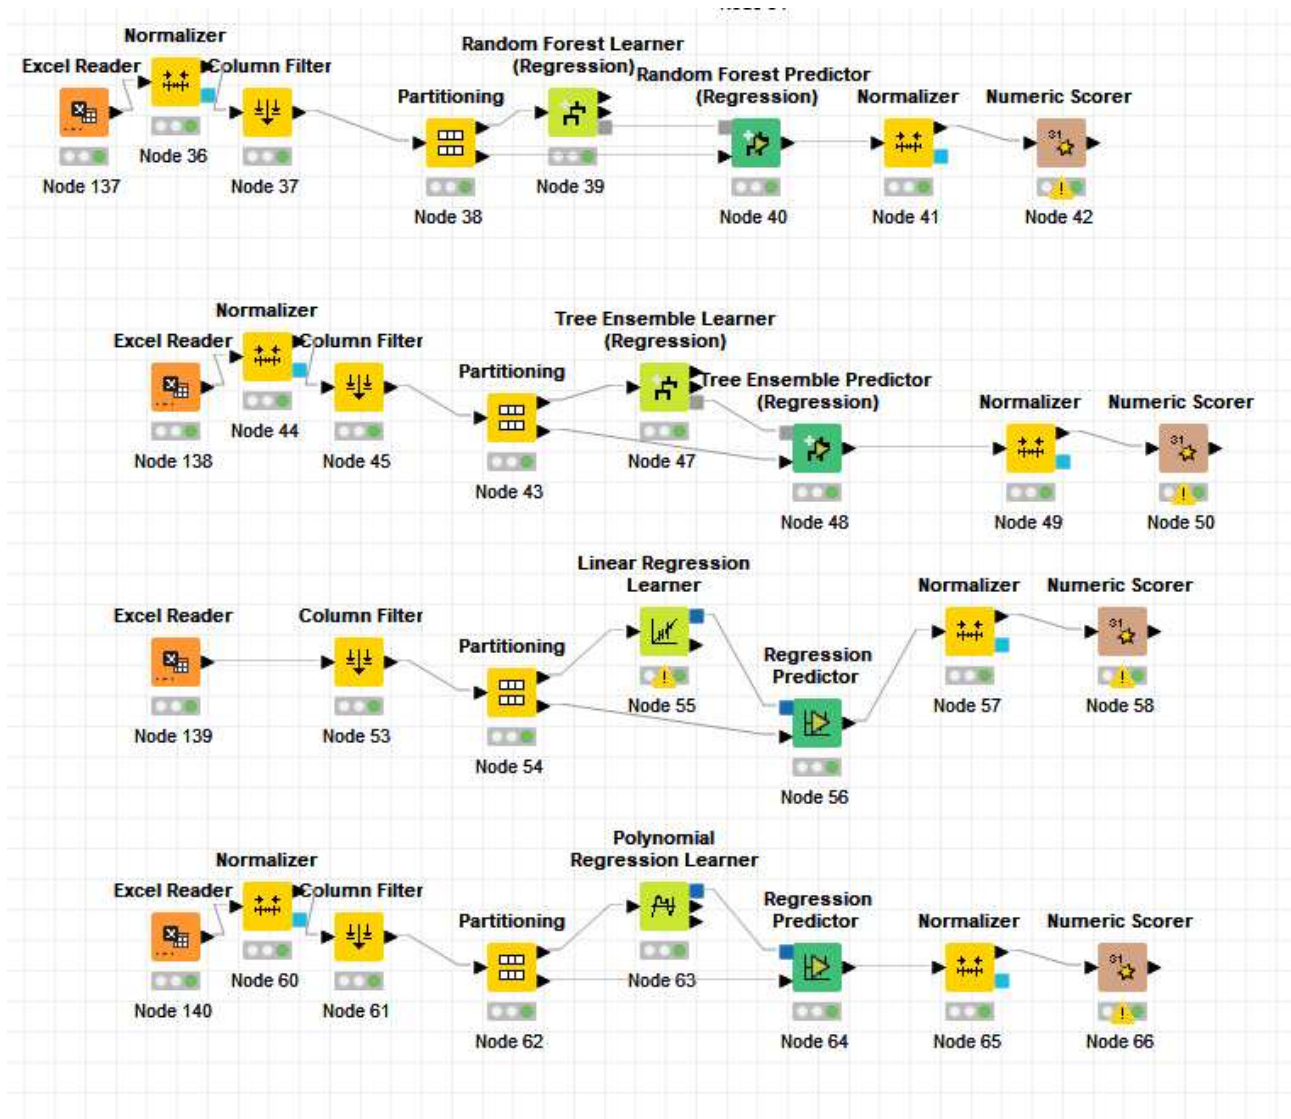 Normalizer
Random Forest Learner
(Regression)
Excel Reader
Column Filter
Random Forest Predictor
(Regression)
Partitioning
Normalizer
Numeric Scorer
Node 36
Node 137
Node 37
Node 39
Node 38
Node 40
Node 41
Node 42
Normalizer
Tree Ensemble Learner
(Regression)
Excel Reader
Column Filter
Partitioning
Tree Ensemble Predictor
(Regression)
Normalizer
Numeric Scorer
Node 44
Node 138
Node 45
Node 47
Node 43
Node 48
Node 49
Node 50
Linear Regression
Learner
Excel Reader
Column Filter
Partitioning
Regression
Predictor
Normalizer
Numeric Scorer
Node 55
Node 57
Node 58
Node 139
Node 53
Node 54
Node 56
Polynomial
Regression Learner
Normalizer
Excel Reader
Column Filter
Partitioning
Regression
Predictor
Normalizer
Numeric Scorer
Node 60
Node 63
Node 140
Node 61
Node 62
Node 64
Node 65
Node 66